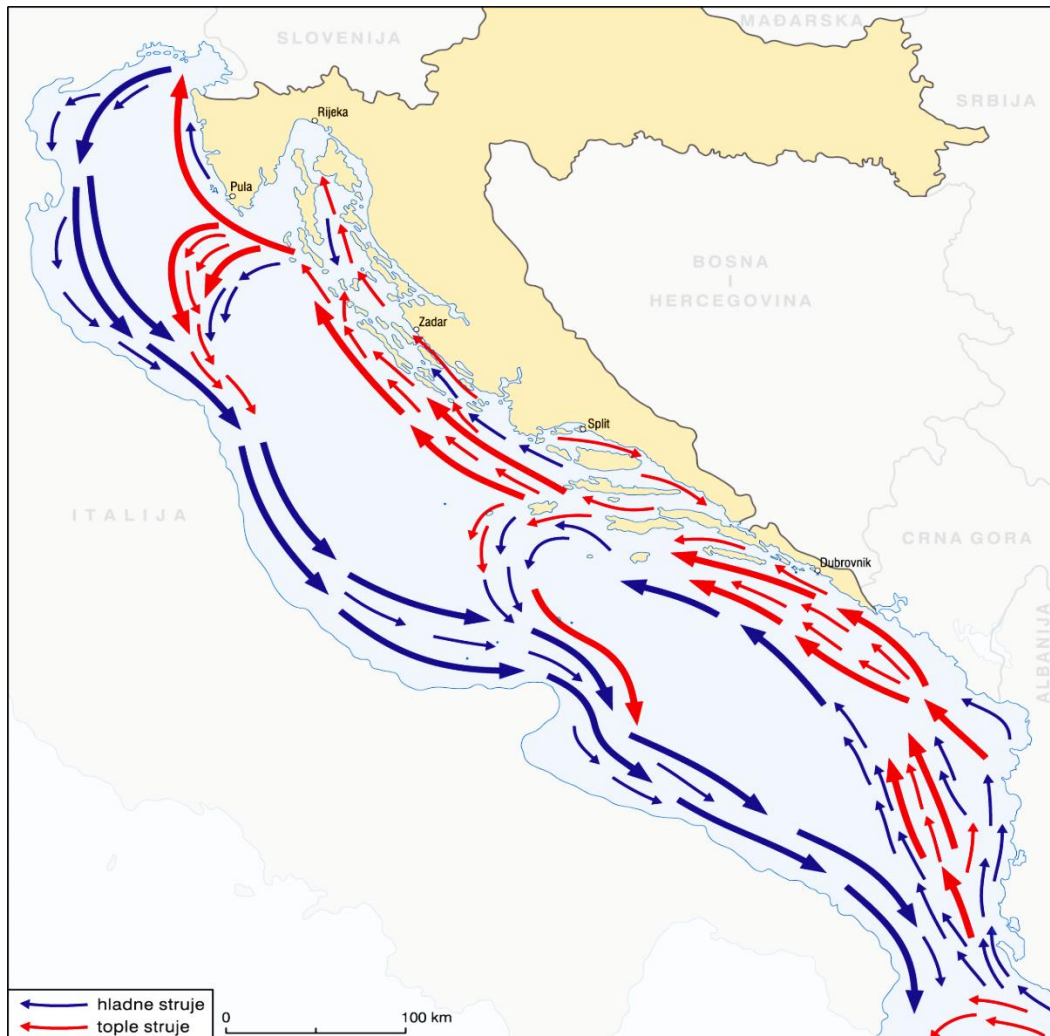 MAĐARSKA
SLOVENIJA
SRBIJA
Rijeka
Pula
BOSNA
I
HERCEGOVINA
Zadar
Split
ITALIJA
CRNA GORA
Dubrovnik
ALBANIJA
hladne struje
tople struje
0 100 km